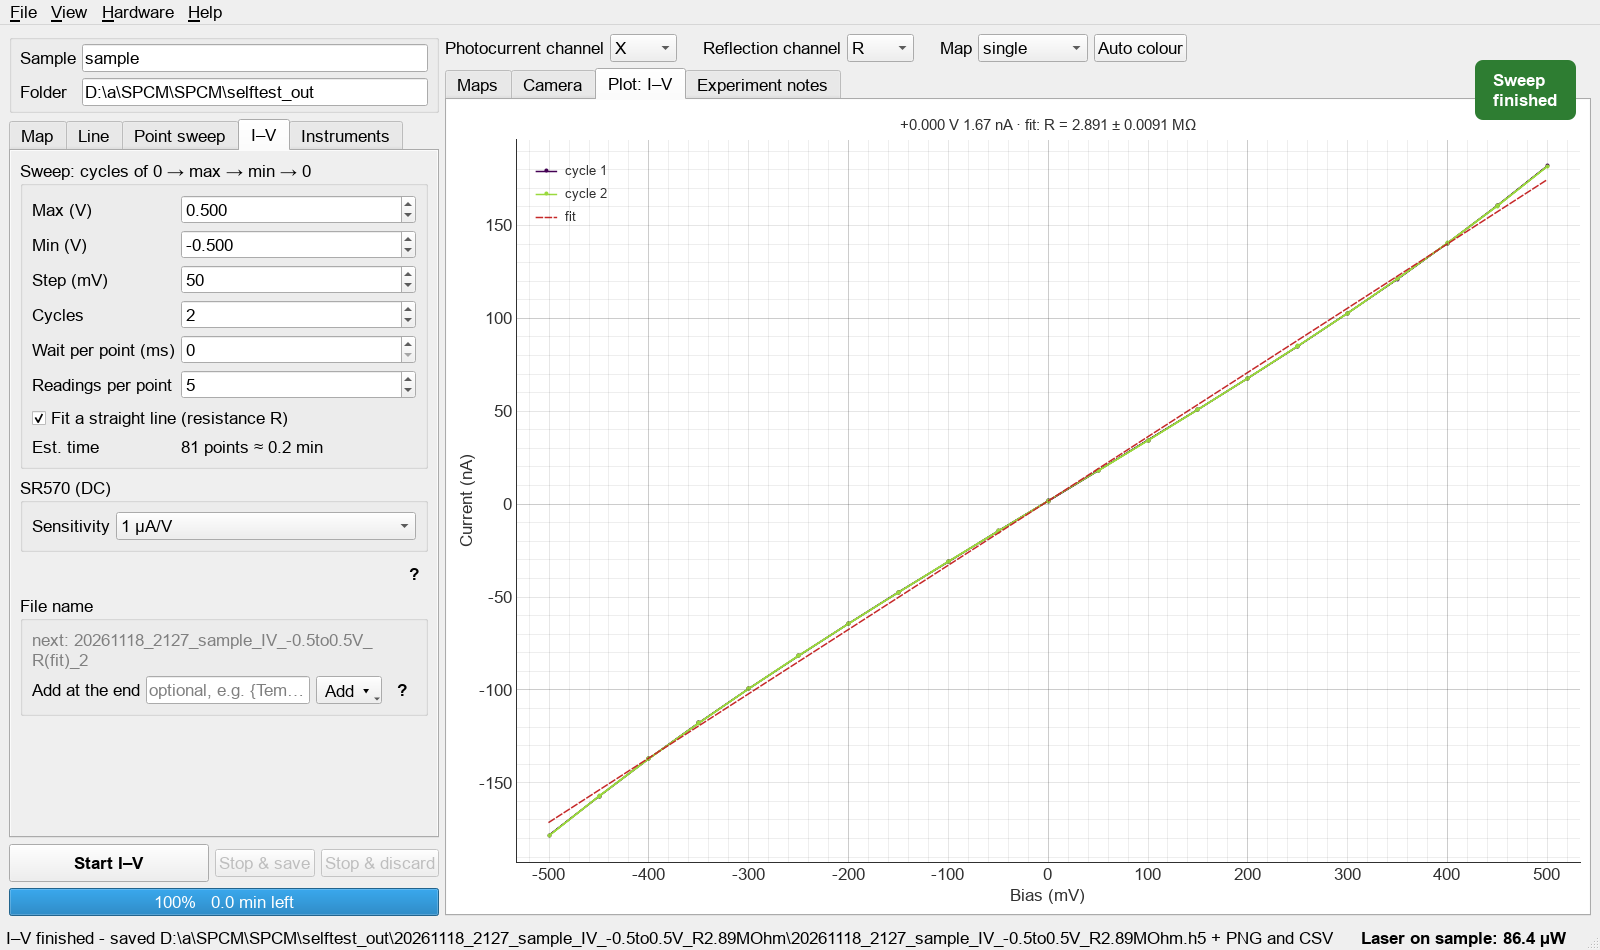 File View Hardware Help
Sample sample
Folder D:\a\SPCM\SPCM\selftest_out
Photocurrent channel X Reflection channel R Map single Auto colour
Maps Camera Plot: I–V Experiment notes
Sweep
finished
Map Line Point sweep I–V Instruments
Sweep: cycles of 0 → max → min → 0
Max (V) 0.500
Min (V) -0.500
Step (mV) 50
Cycles 2
Wait per point (ms) 0
Readings per point 5
Fit a straight line (resistance R)
Est. time 81 points ≈ 0.2 min
SR570 (DC)
Sensitivity 1 µA/V
?
File name
next: 20261118_2127_sample_IV_-0.5to0.5V_
R(fit)_2
Add at the end optional, e.g. {Tem… Add ?
Start I–V Stop & save Stop & discard
100% 0.0 min left
+0.000 V 1.67 nA · fit: R = 2.891 ± 0.0091 MΩ
cycle 1
cycle 2
fit
150
100
50
0
-50
-100
-150
Current (nA)
-500 -400 -300 -200 -100 0 100 200 300 400 500
Bias (mV)
I–V finished - saved D:\a\SPCM\SPCM\selftest_out\20261118_2127_sample_IV_-0.5to0.5V_R2.89MOhm\20261118_2127_sample_IV_-0.5to0.5V_R2.89MOhm.h5 + PNG and CSV Laser on sample: 86.4 µW